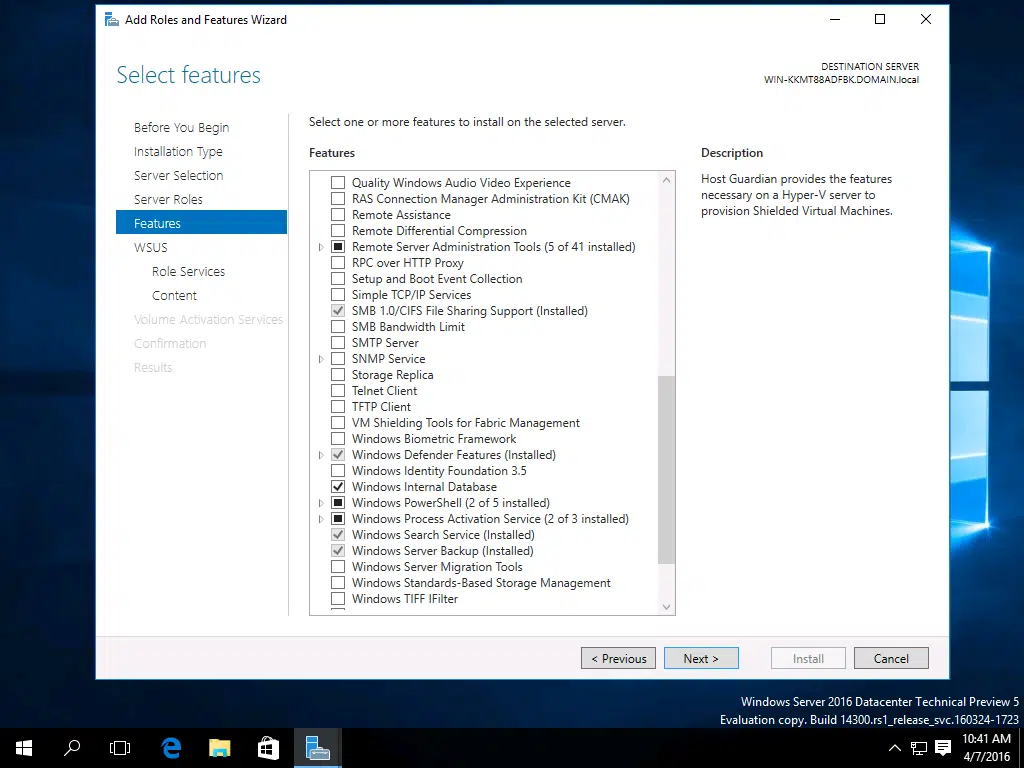 Add Roles and Features Wizard
Select features
DESTINATION SERVER
WIN-KKMT88ADFBK.DOMAIN.local
Before You Begin
Installation Type
Server Selection
Server Roles
Features
WSUS
Role Services
Content
Volume Activation Services
Confirmation
Results
Select one or more features to install on the selected server.
Features
Quality Windows Audio Video Experience
RAS Connection Manager Administration Kit (CMAK)
Remote Assistance
Remote Differential Compression
Remote Server Administration Tools (5 of 41 installed)
RPC over HTTP Proxy
Setup and Boot Event Collection
Simple TCP/IP Services
SMB 1.0/CIFS File Sharing Support (Installed)
SMB Bandwidth Limit
SMTP Server
SNMP Service
Storage Replica
Telnet Client
TFTP Client
VM Shielding Tools for Fabric Management
Windows Biometric Framework
Windows Defender Features (Installed)
Windows Identity Foundation 3.5
Windows Internal Database
Windows PowerShell (2 of 5 installed)
Windows Process Activation Service (2 of 3 installed)
Windows Search Service (Installed)
Windows Server Backup (Installed)
Windows Server Migration Tools
Windows Standards-Based Storage Management
Windows TIFF IFilter
Description
Host Guardian provides the features
necessary on a Hyper-V server to
provision Shielded Virtual Machines.
< Previous
Next >
Install
Cancel
Windows Server 2016 Datacenter Technical Preview 5
Evaluation copy. Build 14300.rs1_release_svc.160324-1723
10:41 AM
4/7/2016